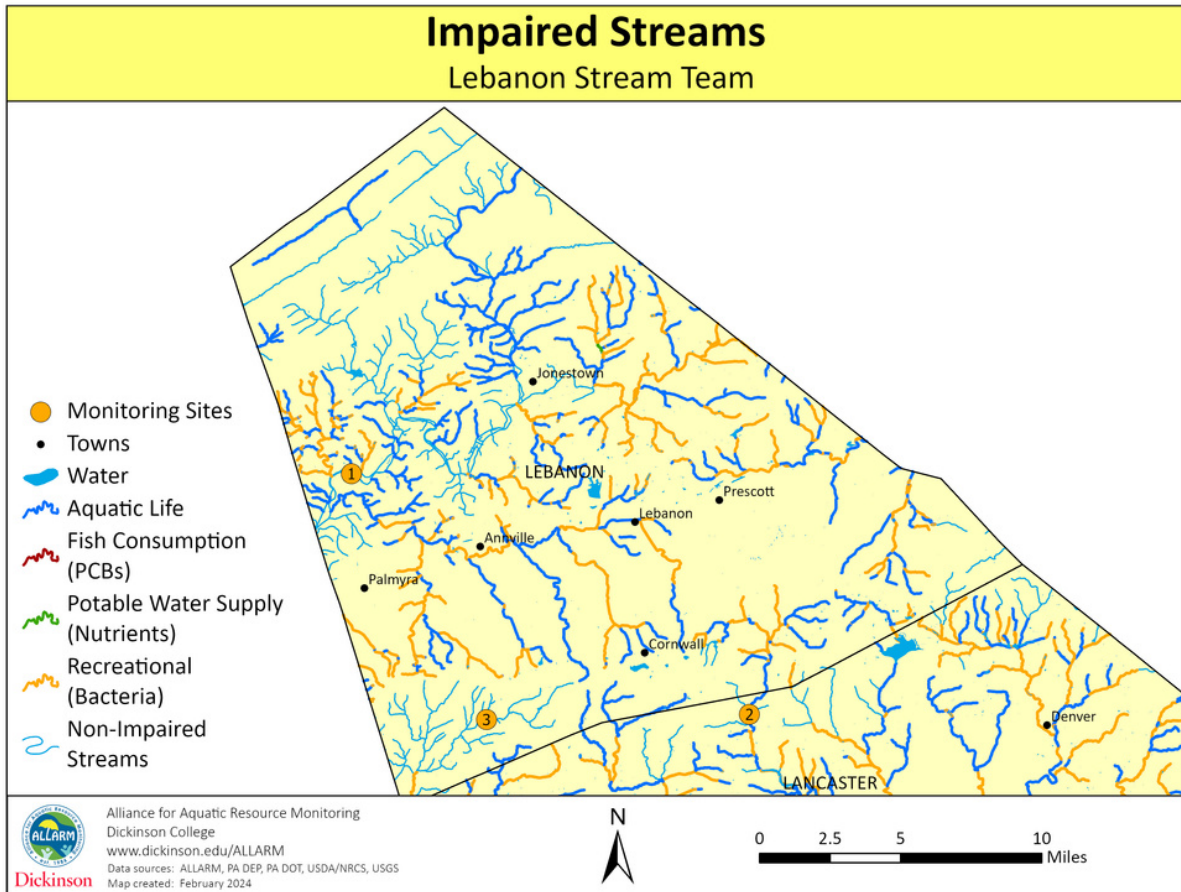 Impaired Streams
Lebanon Stream Team
Jonestown
LEBANON
Prescott
Lebanon
Annville
Palmyra
Cornwall
Denver
LANCASTER
1
2
3
Monitoring Sites
Towns
Water
Aquatic Life
Fish Consumption
(PCBs)
Potable Water Supply
(Nutrients)
Recreational
(Bacteria)
Non-Impaired
Streams
ALLARM
Dickinson
Alliance for Aquatic Resource Monitoring
Dickinson College
www.dickinson.edu/ALLARM
Data sources: ALLARM, PA DEP, PA DOT, USDA/NRCS, USGS
Map created: February 2024
N
0 2.5 5 10
Miles